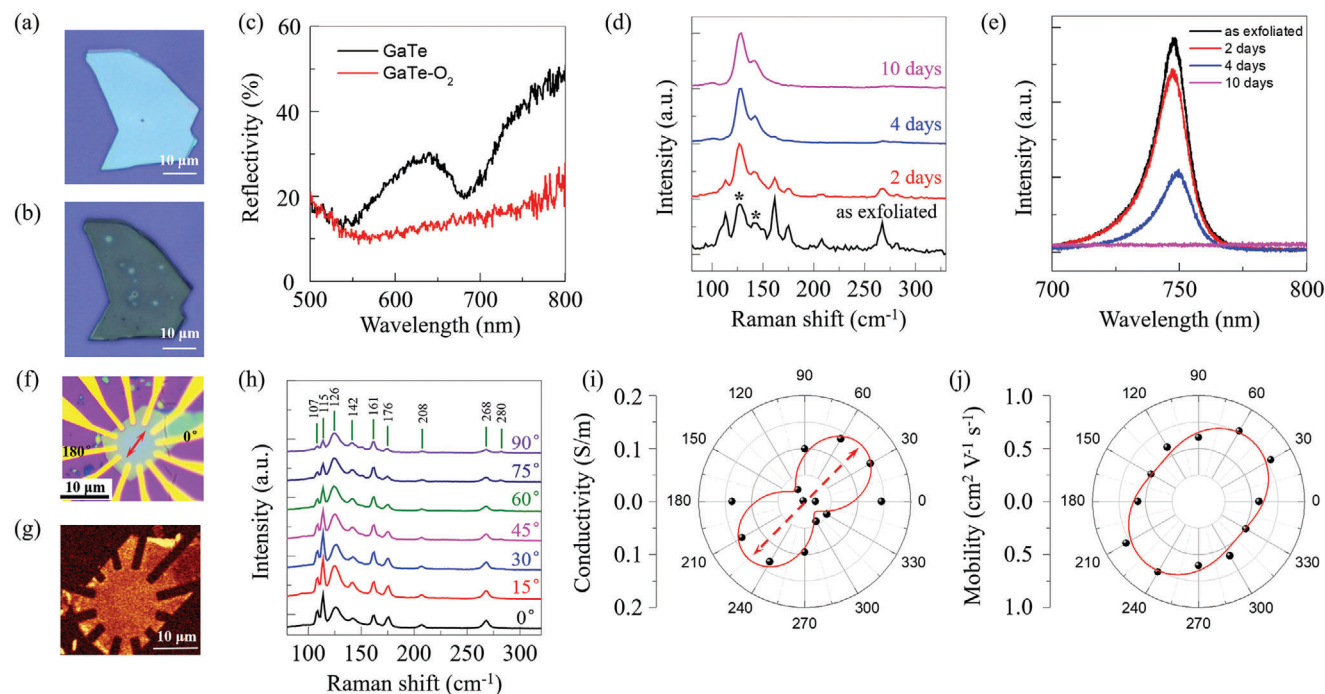 (a)
10 μm
(b)
10 μm
(c)
60
40
20
0
Reflectivity (%)
GaTe
GaTe-O₂
500
600
700
800
Wavelength (nm)
(d)
Intensity (a.u.)
10 days
4 days
2 days
* *
as exfoliated
100 150 200 250 300
Raman shift (cm⁻¹)
(e)
Intensity (a.u.)
as exfoliated
2 days
4 days
10 days
700
750
800
Wavelength (nm)
(f)
0°
180°
10 μm
(g)
10 μm
(h)
Intensity (a.u.)
107 115 126 142 161 176 208 268 280
90°
75°
60°
45°
30°
15°
0°
100 150 200 250 300
Raman shift (cm⁻¹)
(i)
Conductivity (S/m)
0.2
0.1
0.0
0.1
0.2
90
120 60
150 30
180 0
210 330
240 300
270
(j)
Mobility (cm² V⁻¹ s⁻¹)
1.0
0.5
0.0
0.5
1.0
90
120 60
150 30
180 0
210 330
240 300
270